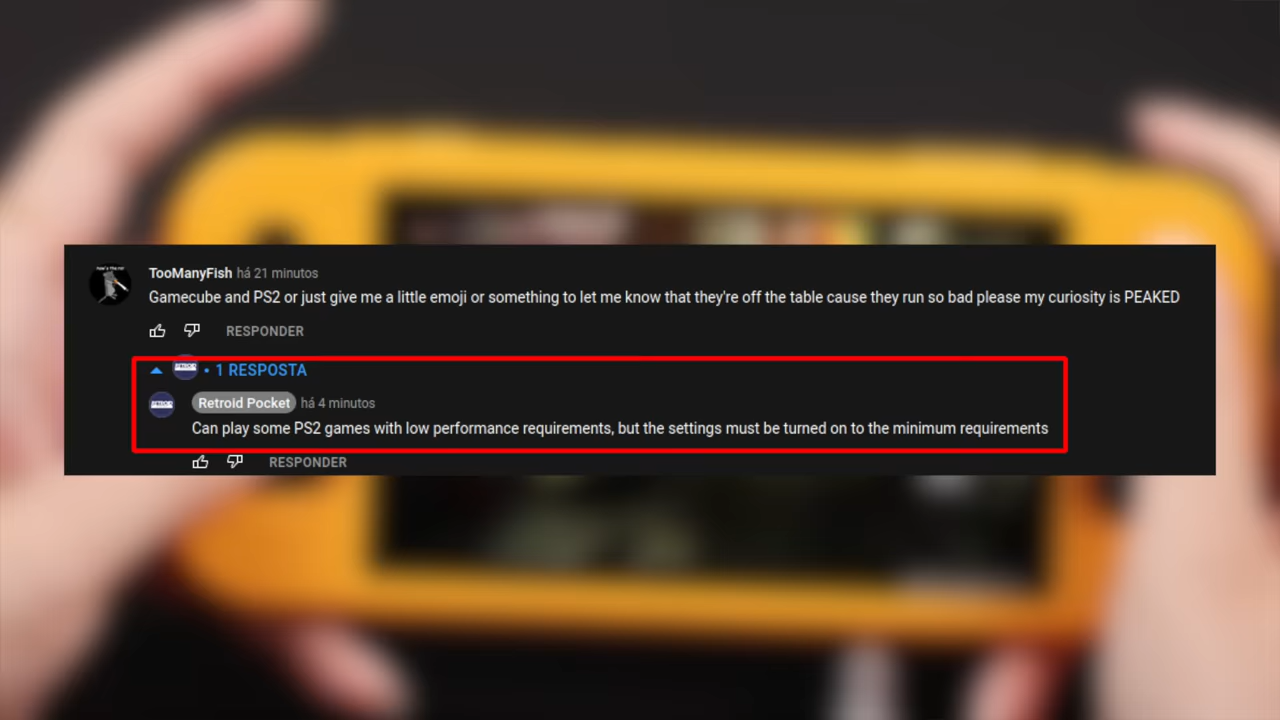 TooManyFish há 21 minutos
Gamecube and PS2 or just give me a little emoji or something to let me know that they're off the table cause they run so bad please my curiosity is PEAKED
RESPONDER
• 1 RESPOSTA
Retroid Pocket há 4 minutos
Can play some PS2 games with low performance requirements, but the settings must be turned on to the minimum requirements
RESPONDER